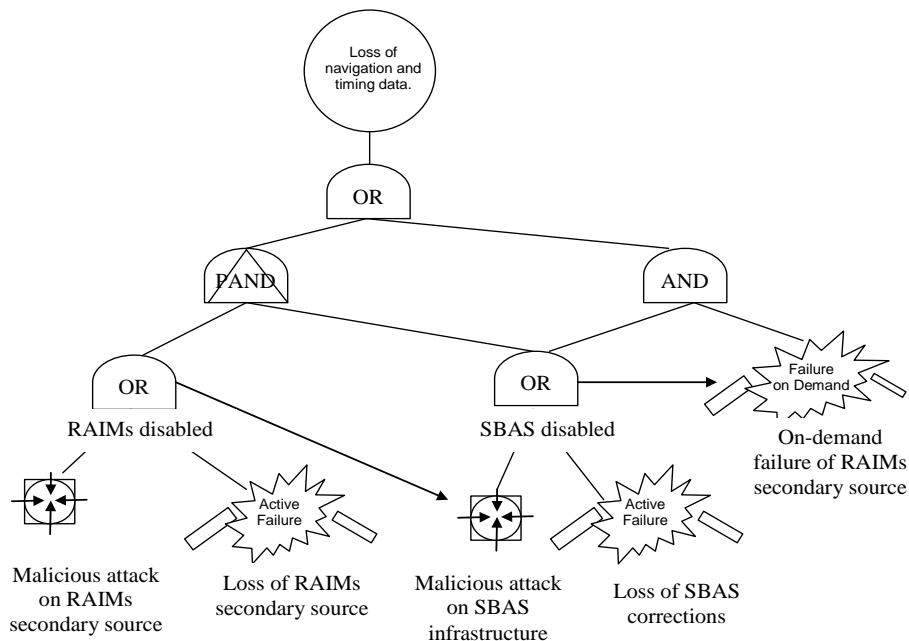 Loss of
navigation and
timing data.
OR
PAND
AND
OR
RAIMs disabled
OR
SBAS disabled
Failure
on Demand
On-demand
failure of RAIMs
secondary source
Malicious attack
on RAIMs
secondary source
Active
Failure
Loss of RAIMs
secondary source
Malicious attack
on SBAS
infrastructure
Active
Failure
Loss of SBAS
corrections